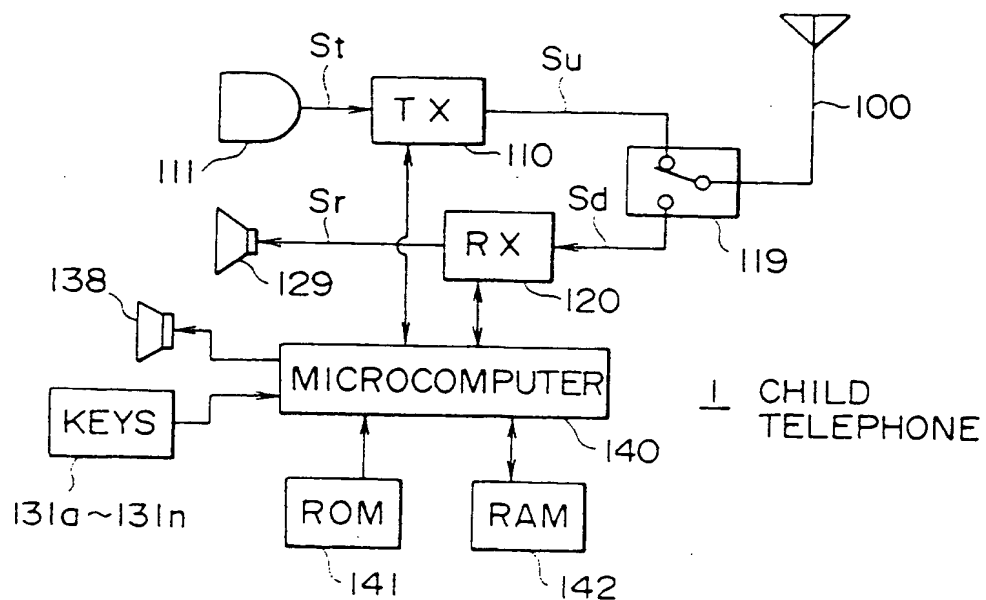 St
Su
TX
100
111
110
Sr
Sd
RX
119
129
120
138
MICROCOMPUTER
1 CHILD
TELEPHONE
KEYS
140
131a~131n
ROM
RAM
141
142